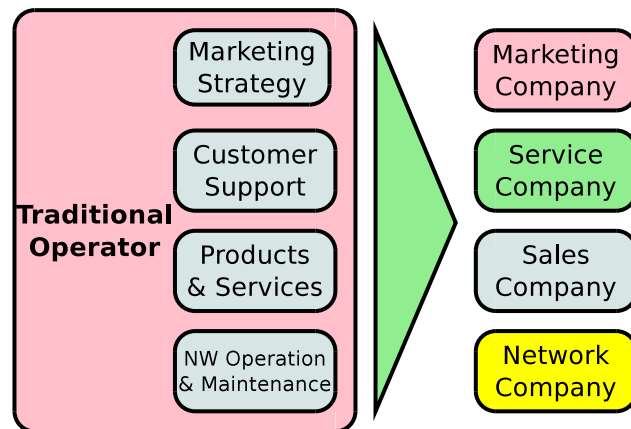 Traditional
Operator
Marketing
Strategy
Customer
Support
Products
& Services
NW Operation
& Maintenance
Marketing
Company
Service
Company
Sales
Company
Network
Company